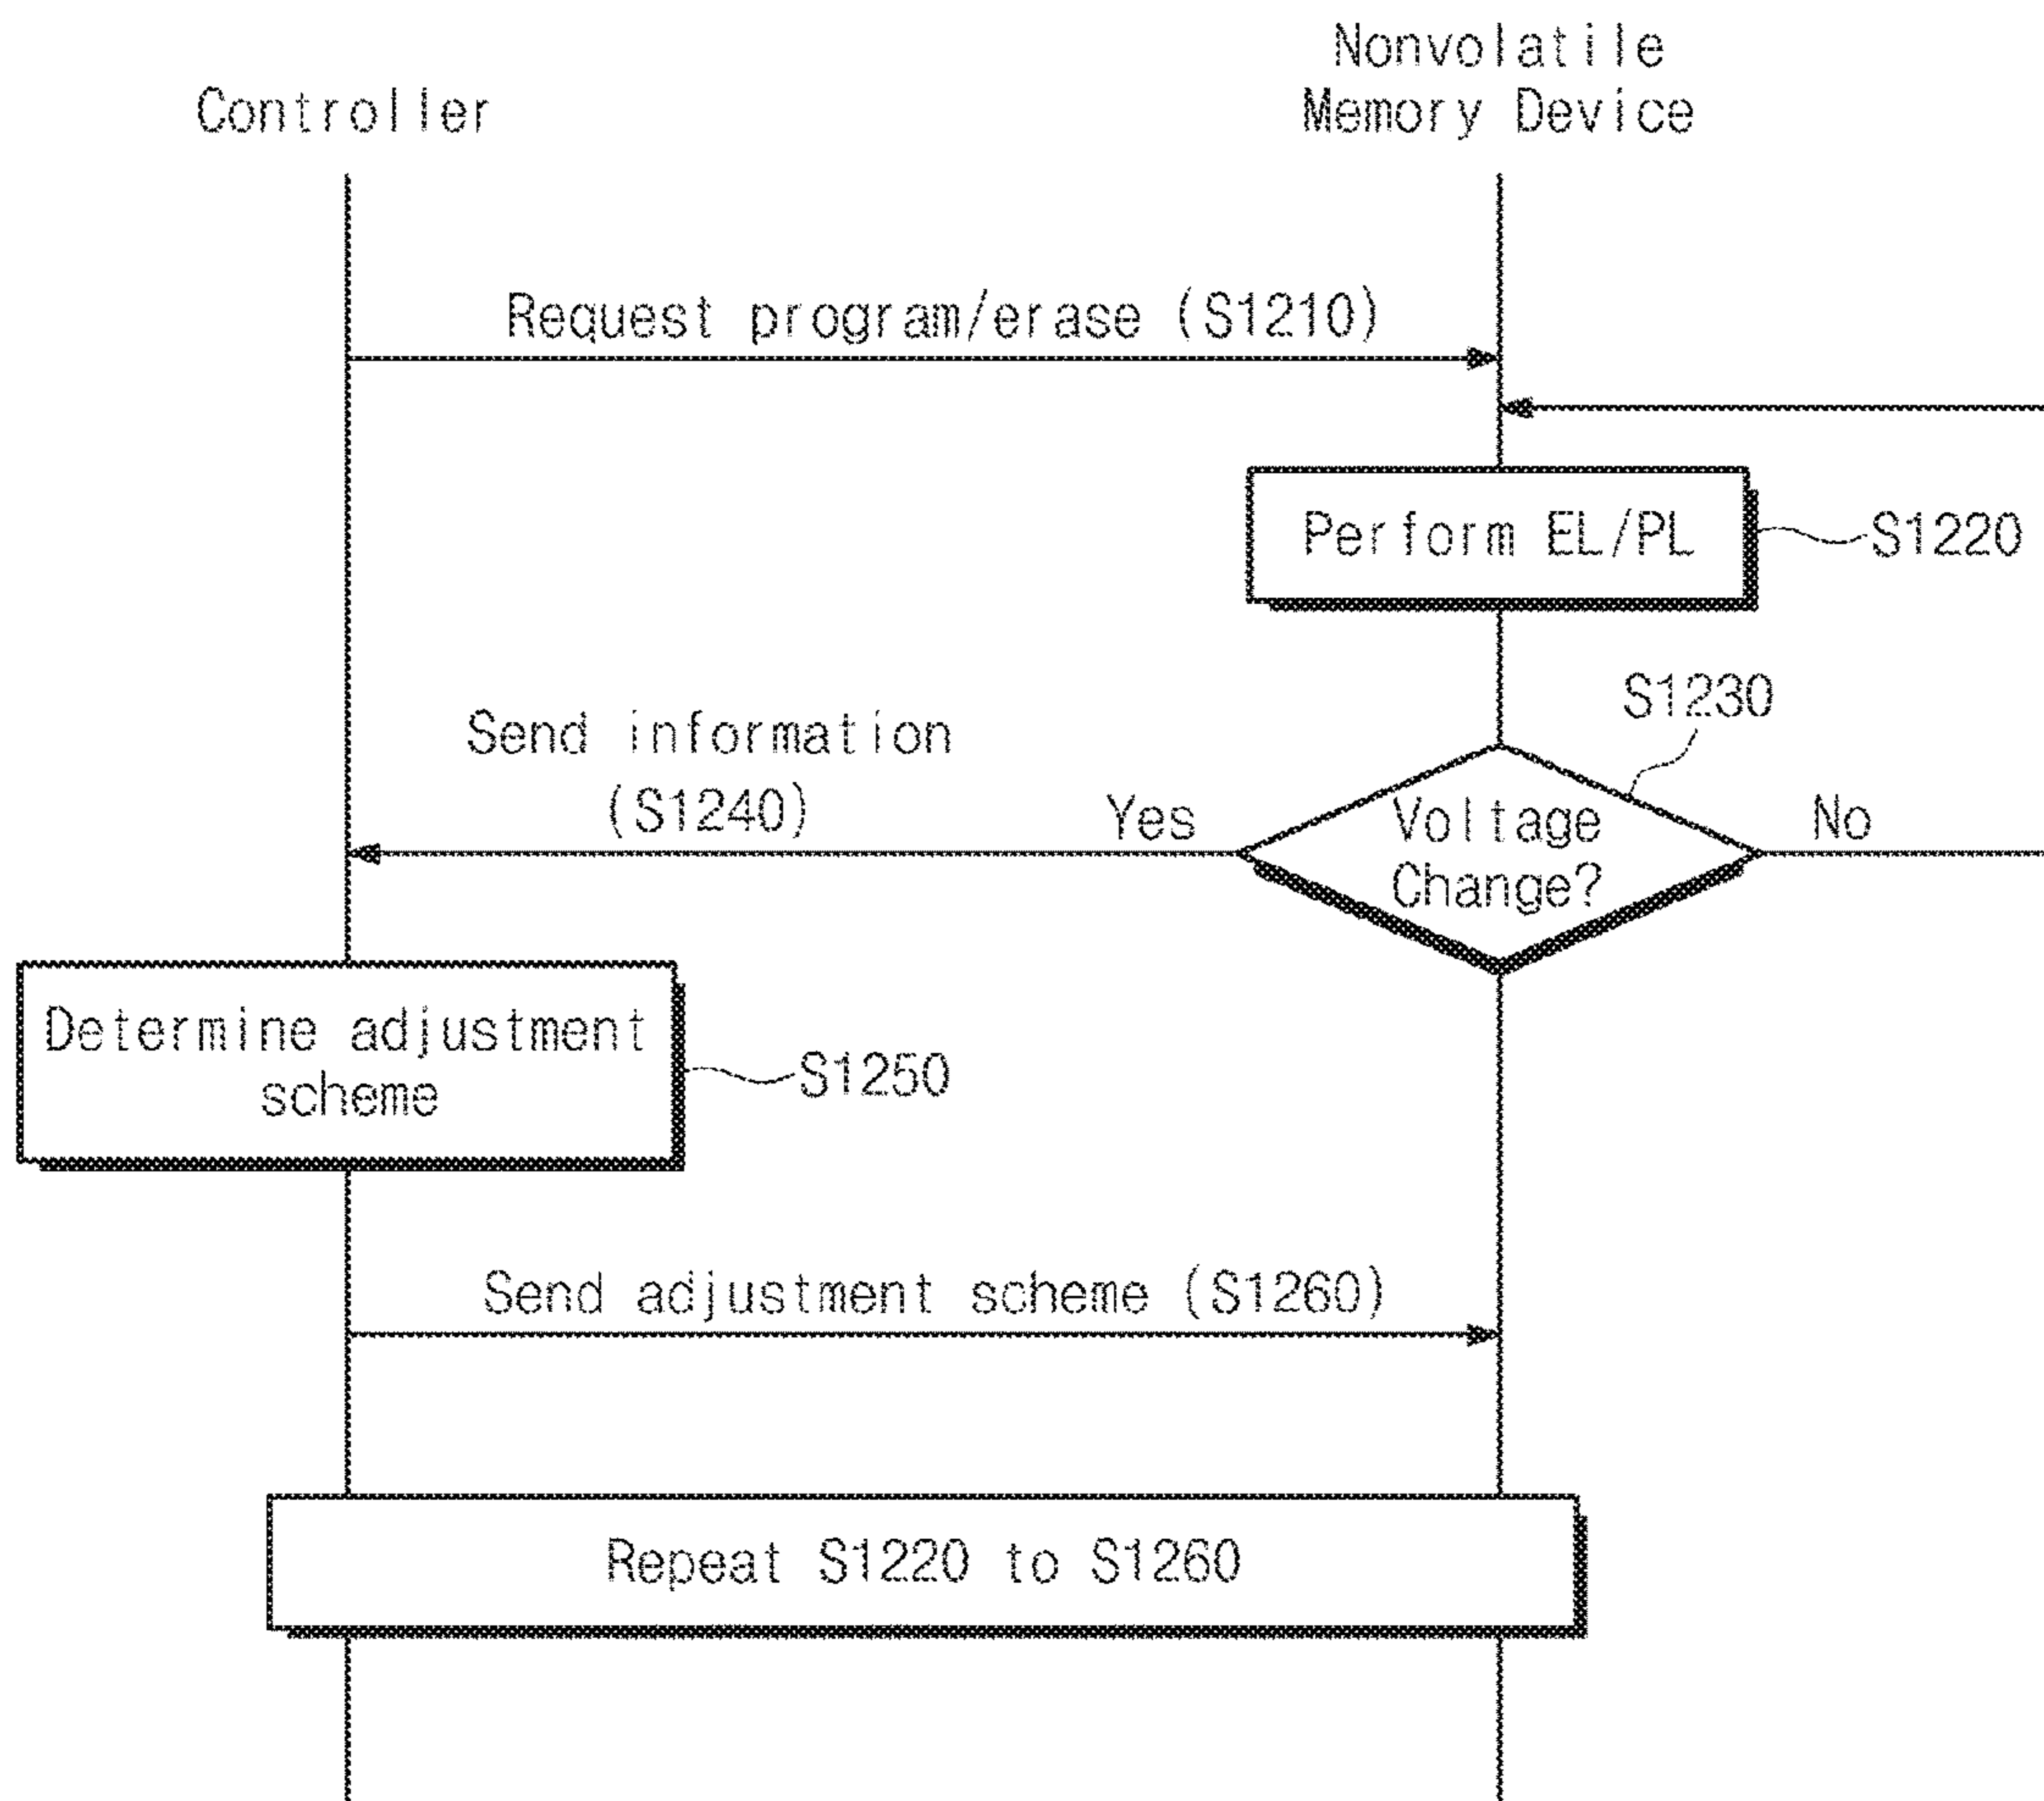 Controller
Nonvolatile
Memory Device
Request program/erase (S1210)
Perform EL/PL
S1220
S1230
Send information
(S1240)
Yes
Voltage
Change?
No
Determine adjustment
scheme
S1250
Send adjustment scheme (S1260)
Repeat S1220 to S1260